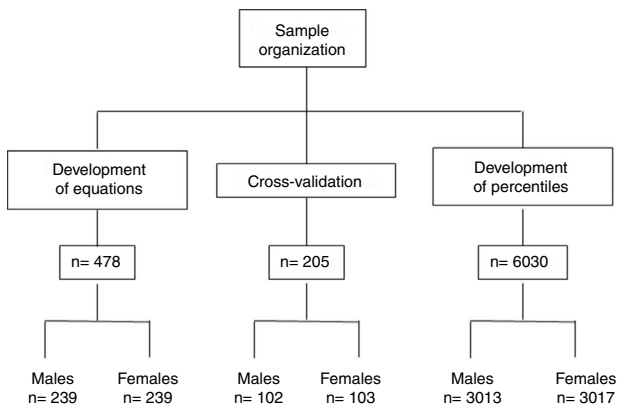 Sample
organization
Development
of equations
Cross-validation
Development
of percentiles
n= 478
n= 205
n= 6030
Males
n= 239
Females
n= 239
Males
n= 102
Females
n= 103
Males
n= 3013
Females
n= 3017